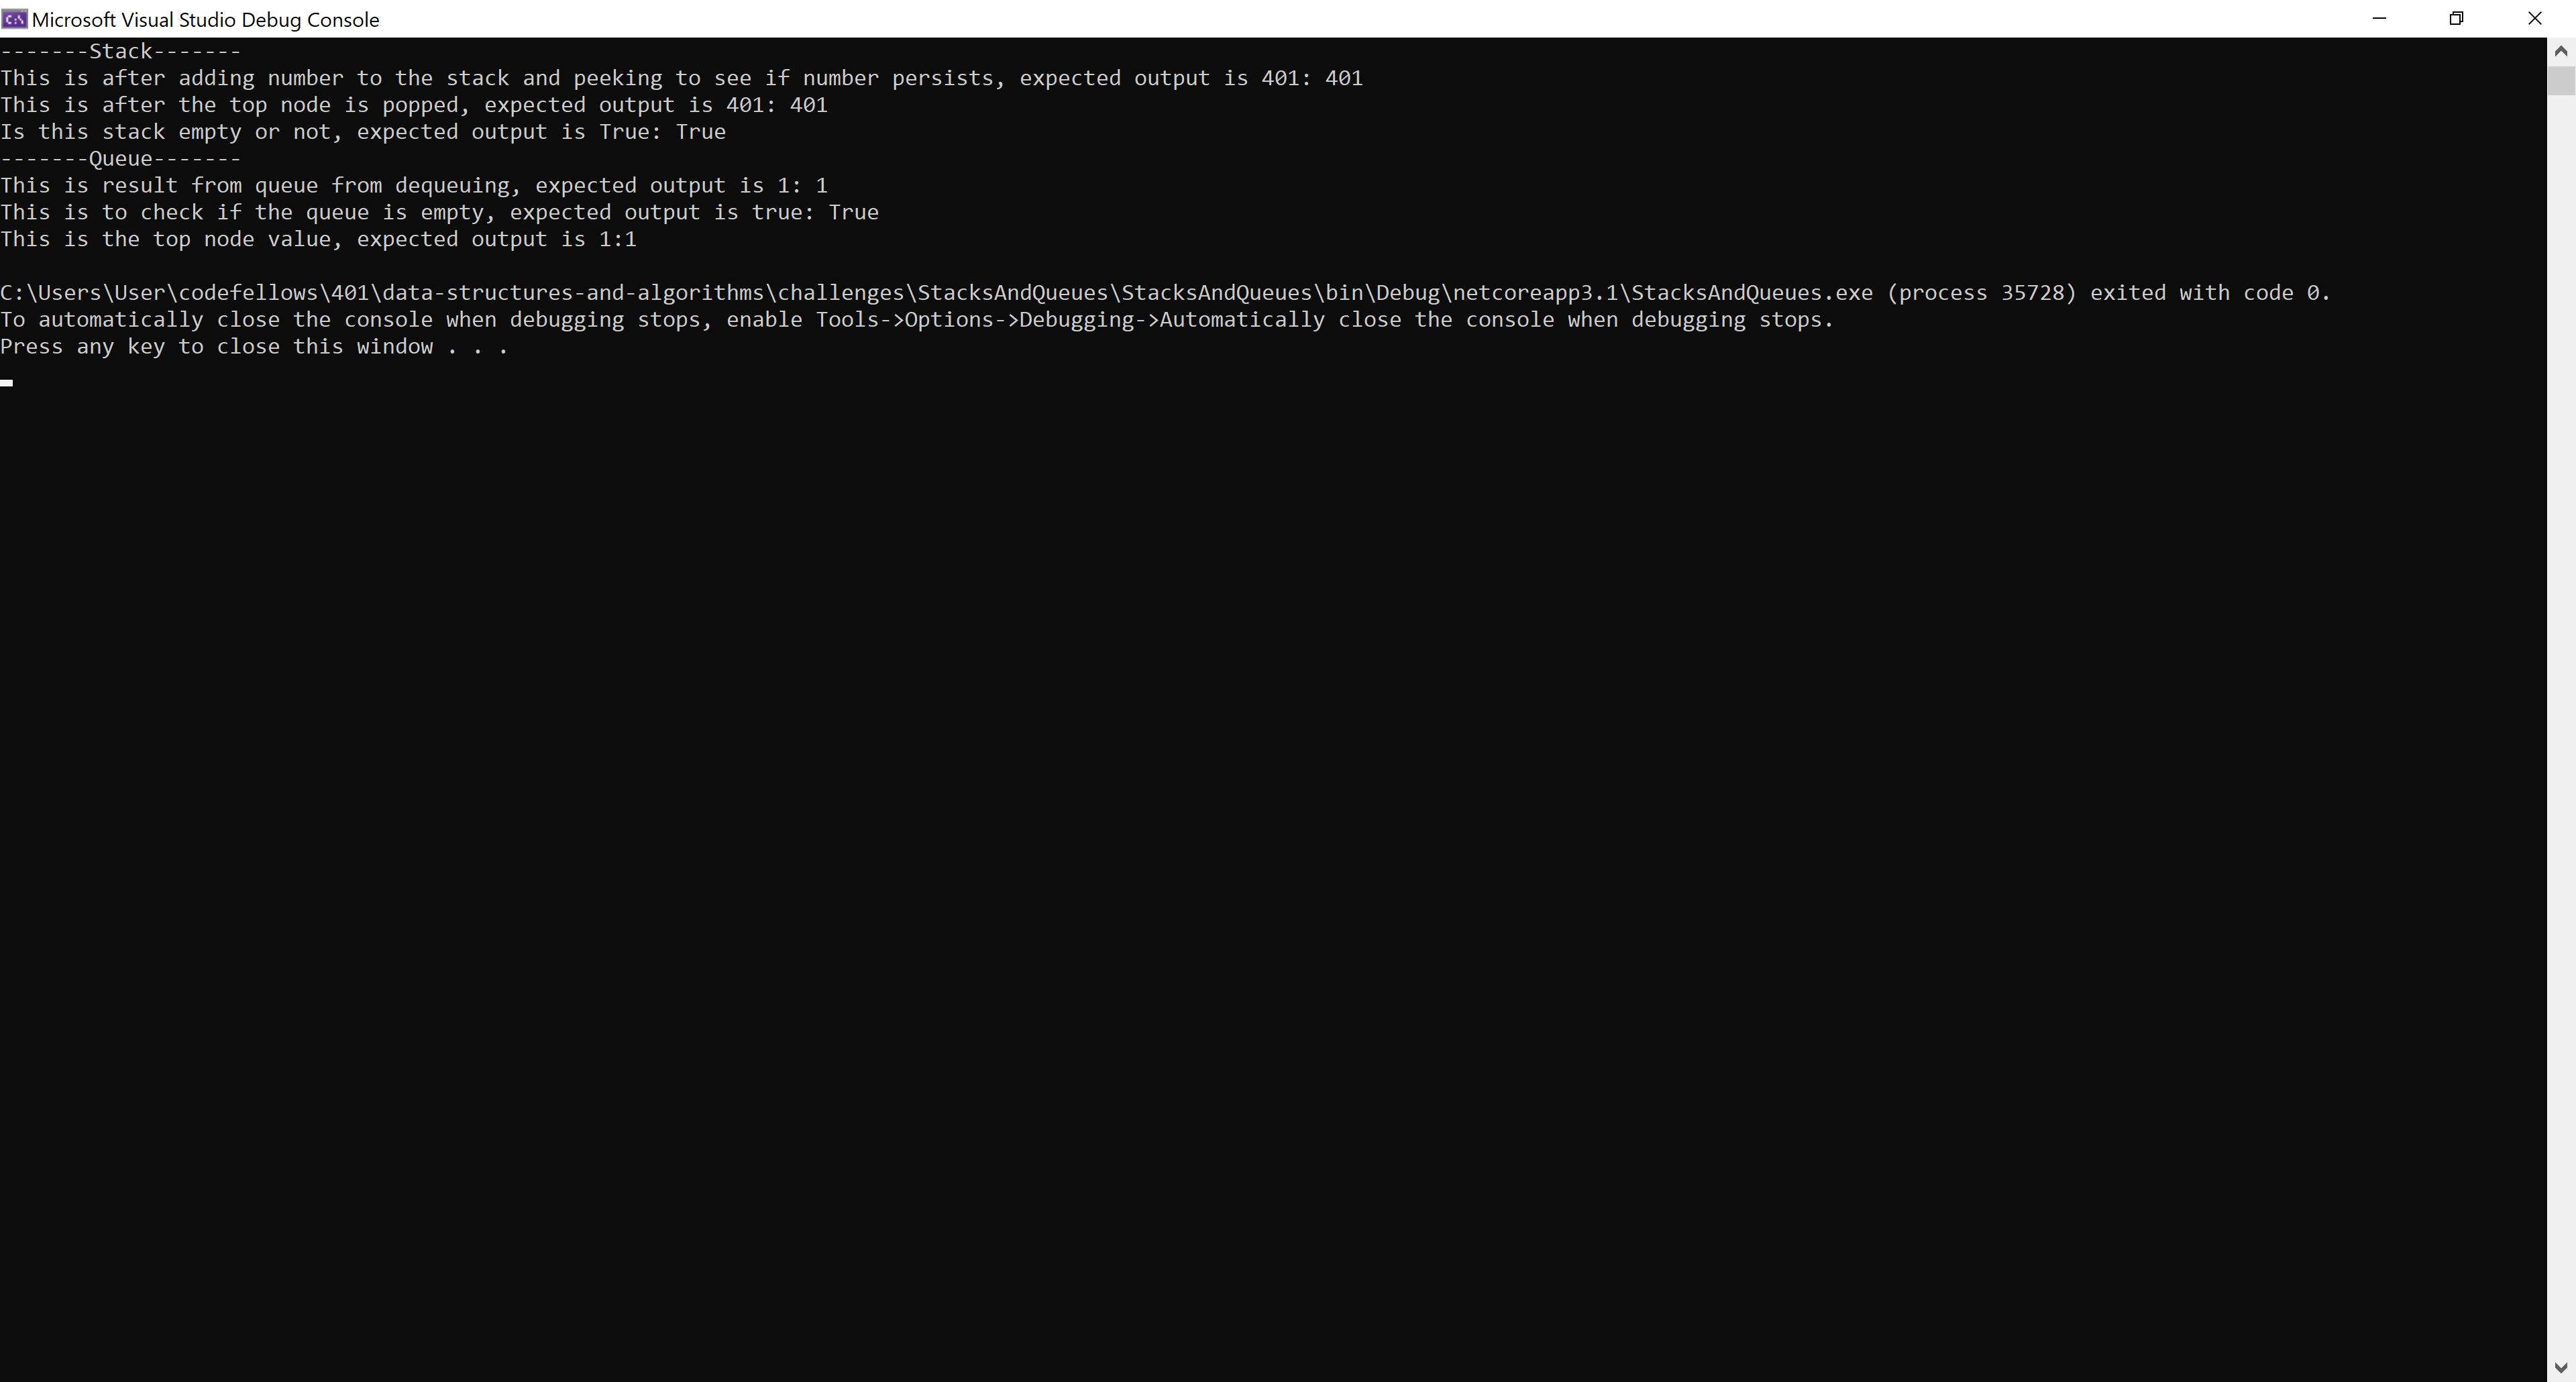 Microsoft Visual Studio Debug Console
-------Stack-------
This is after adding number to the stack and peeking to see if number persists, expected output is 401: 401
This is after the top node is popped, expected output is 401: 401
Is this stack empty or not, expected output is True: True
-------Queue-------
This is result from queue from dequeuing, expected output is 1: 1
This is to check if the queue is empty, expected output is true: True
This is the top node value, expected output is 1:1
C:\Users\User\codefellows\401\data-structures-and-algorithms\challenges\StacksAndQueues\StacksAndQueues\bin\Debug\netcoreapp3.1\StacksAndQueues.exe (process 35728) exited with code 0.
To automatically close the console when debugging stops, enable Tools->Options->Debugging->Automatically close the console when debugging stops.
Press any key to close this window . . .